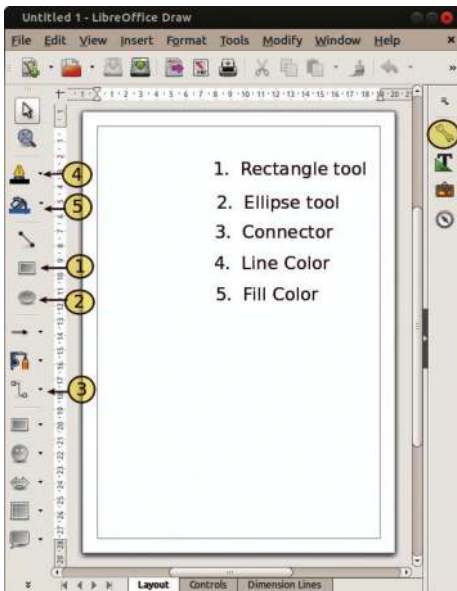 Untitled 1 - LibreOffice Draw
File Edit View Insert Format Tools Modify Window Help
1. Rectangle tool
2. Ellipse tool
3. Connector
4. Line Color
5. Fill Color
4
5
1
2
3
Layout Controls Dimension Lines